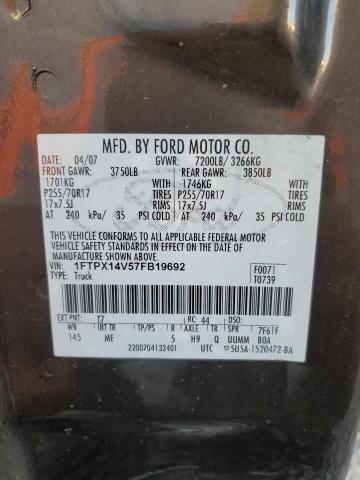 MFD. BY FORD MOTOR CO.
DATE: 04/07 GVWR: 7200LB/ 3266KG
FRONT GAWR: 3750LB REAR GAWR: 3850LB
1701KG WITH 1746KG WITH
P255/70R17 TIRES P255/70R17 TIRES
17x7.5J RIMS 17x7.5J RIMS
AT 240 kPa/ 35 PSI COLD AT 240 kPa/ 35 PSI COLD
THIS VEHICLE CONFORMS TO ALL APPLICABLE FEDERAL MOTOR
VEHICLE SAFETY STANDARDS IN EFFECT ON THE DATE OF
MANUFACTURE SHOWN ABOVE.
VIN: 1FTPX14V57FB19692
TYPE: Truck
F0071
T0739
EXT PNT: T7 RC: 44 DSO:
WB INT TR TP/PS R AXLE TR SPR 7F61F
145 ME 5 H9 Q UUMM B0A
2200704132401 UTC ▽5U5A-1520472-BA